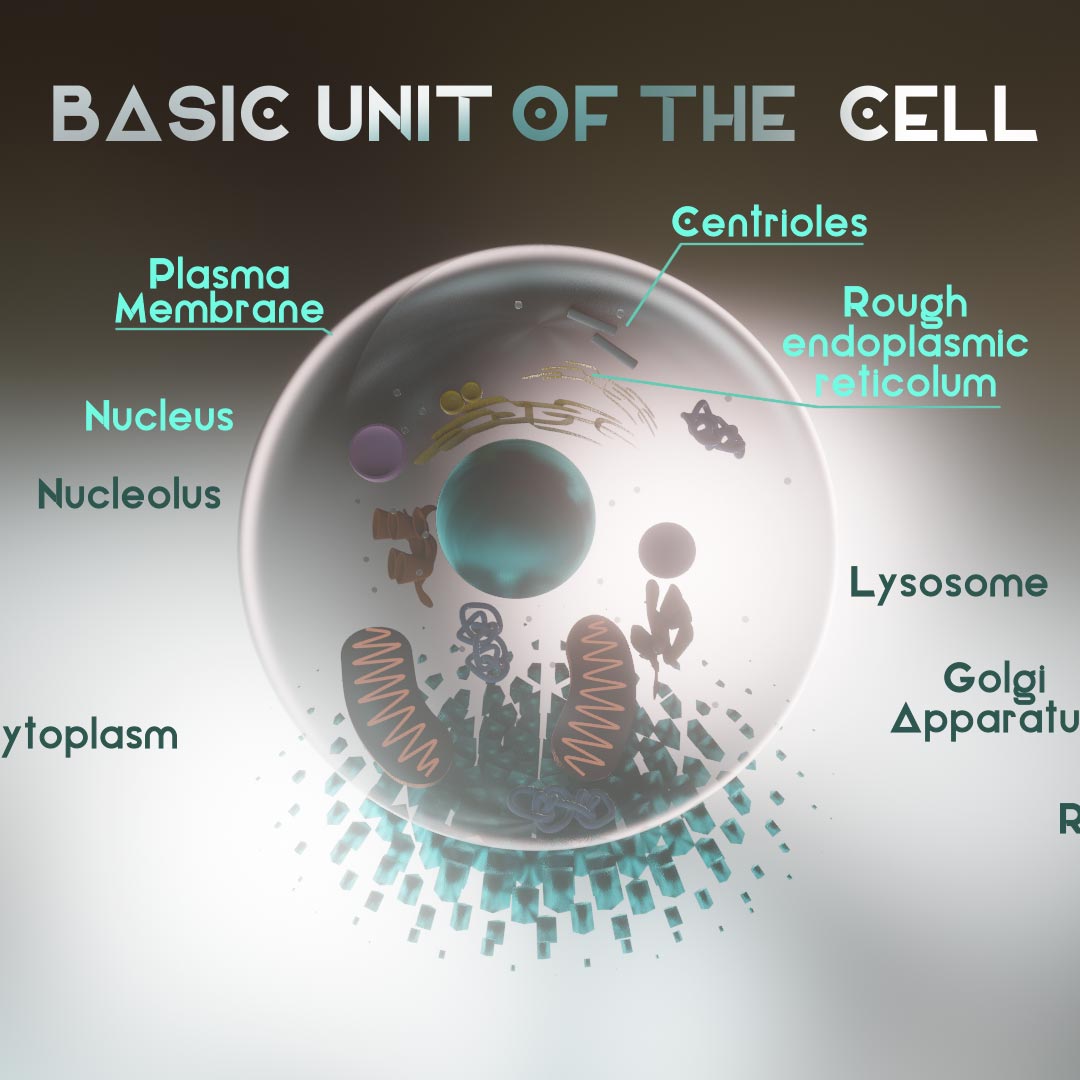 BASIC UNIT OF THE CELL
Centrioles
Plasma
Membrane
Rough
endoplasmic
reticolum
Nucleus
Nucleolus
Lysosome
Golgi
Apparatu
ytoplasm
R